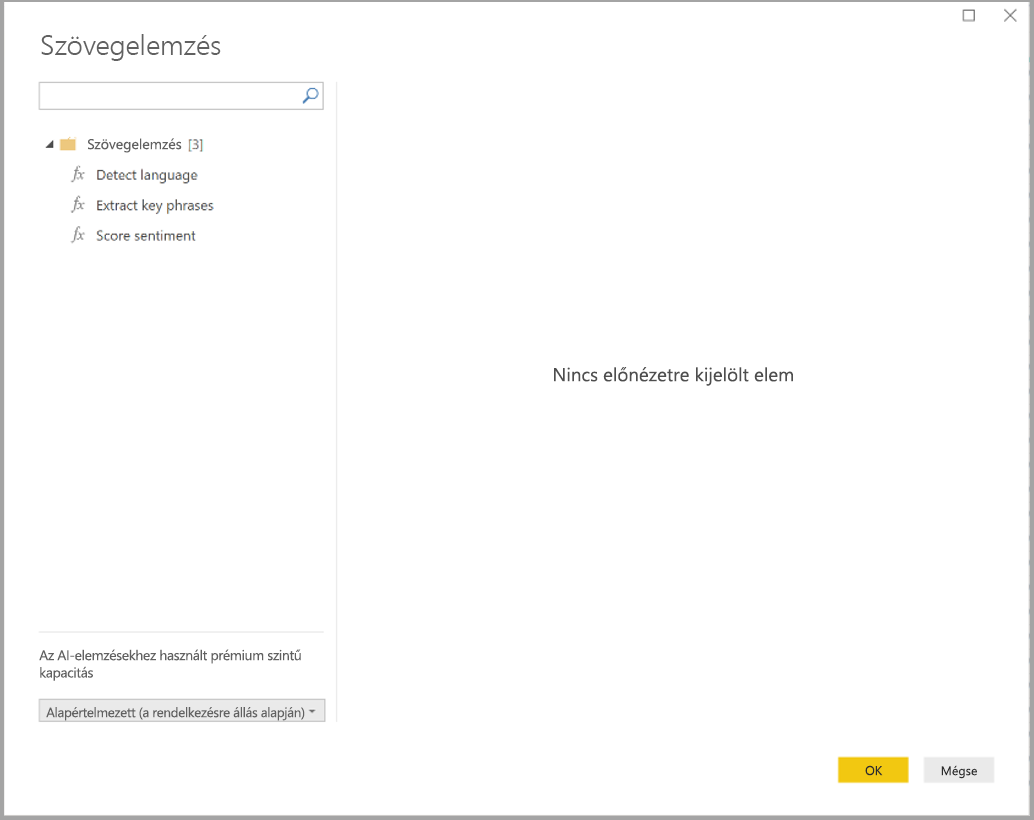 Szövegelemzés
Szövegelemzés [3]
fx Detect language
fx Extract key phrases
fx Score sentiment
Nincs előnézetre kijelölt elem
Az AI-elemzésekhez használt prémium szintű
kapacitás
Alapértelmezett (a rendelkezésre állás alapján)
OK
Mégse